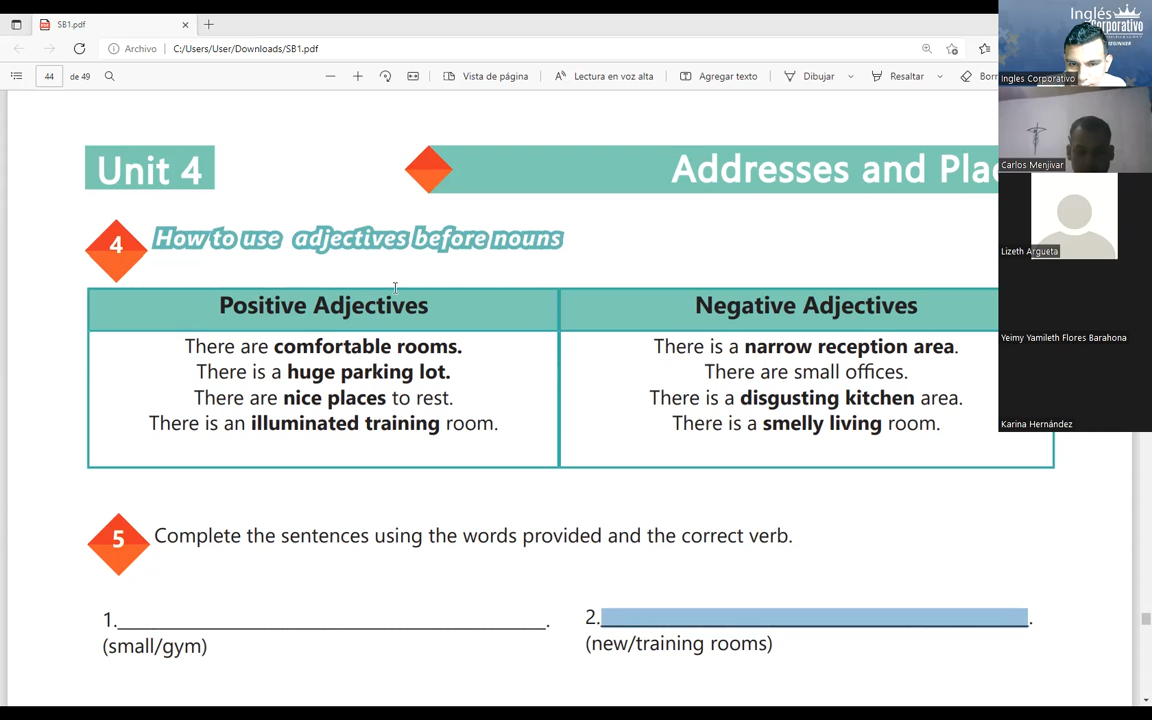 SB1.pdf
Archivo
C:/Users/User/Downloads/SB1.pdf
44
de 49
Vista de página
Lectura en voz alta
Agregar texto
Dibujar
Resaltar
Borr
Inglés
Corporativo
Ingles Corporativo
Carlos Menjivar
Lizeth Argueta
Yeimy Yamileth Flores Barahona
Karina Hernández
Unit 4
Addresses and Pla
4
How to use adjectives before nouns
Positive Adjectives
There are comfortable rooms.
There is a huge parking lot.
There are nice places to rest.
There is an illuminated training room.
Negative Adjectives
There is a narrow reception area.
There are small offices.
There is a disgusting kitchen area.
There is a smelly living room.
5
Complete the sentences using the words provided and the correct verb.
1.________________________________________.
(small/gym)
2.________________________________________.
(new/training rooms)